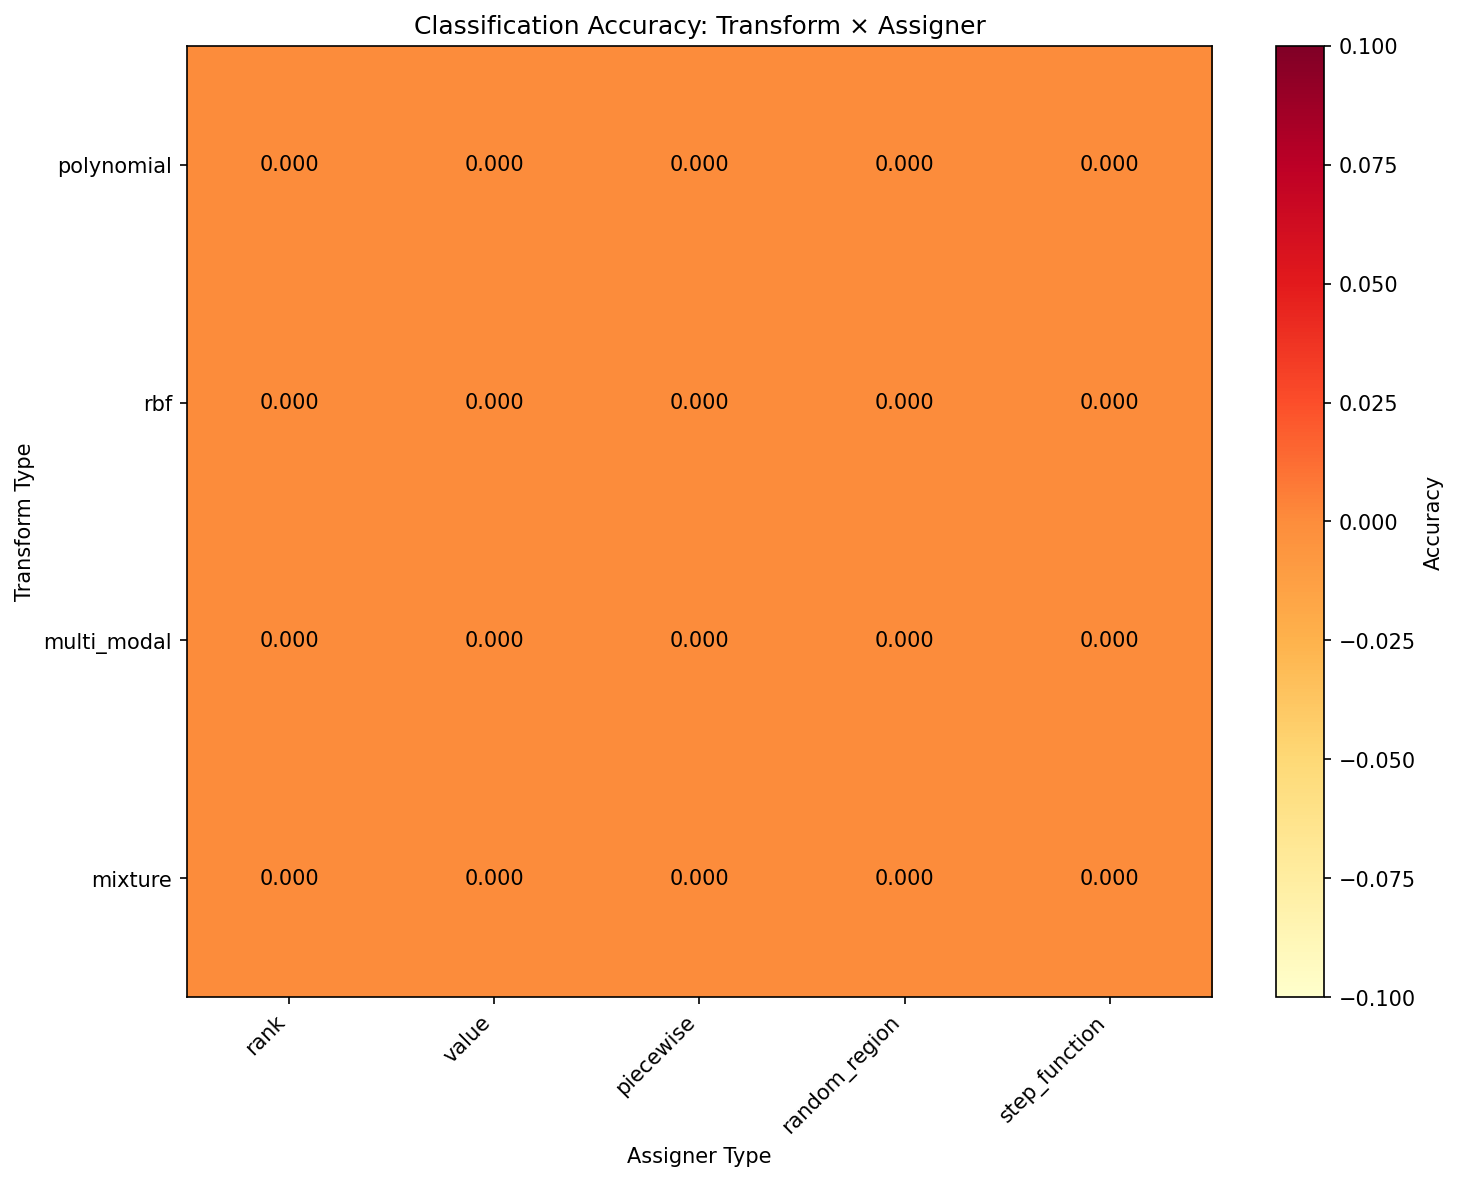 Classification Accuracy: Transform × Assigner
polynomial
0.000 0.000 0.000 0.000 0.000
rbf
0.000 0.000 0.000 0.000 0.000
multi_modal
0.000 0.000 0.000 0.000 0.000
mixture
0.000 0.000 0.000 0.000 0.000
Transform Type
rank
value
piecewise
random_region
step_function
Assigner Type
0.100
0.075
0.050
0.025
0.000
−0.025
−0.050
−0.075
−0.100
Accuracy